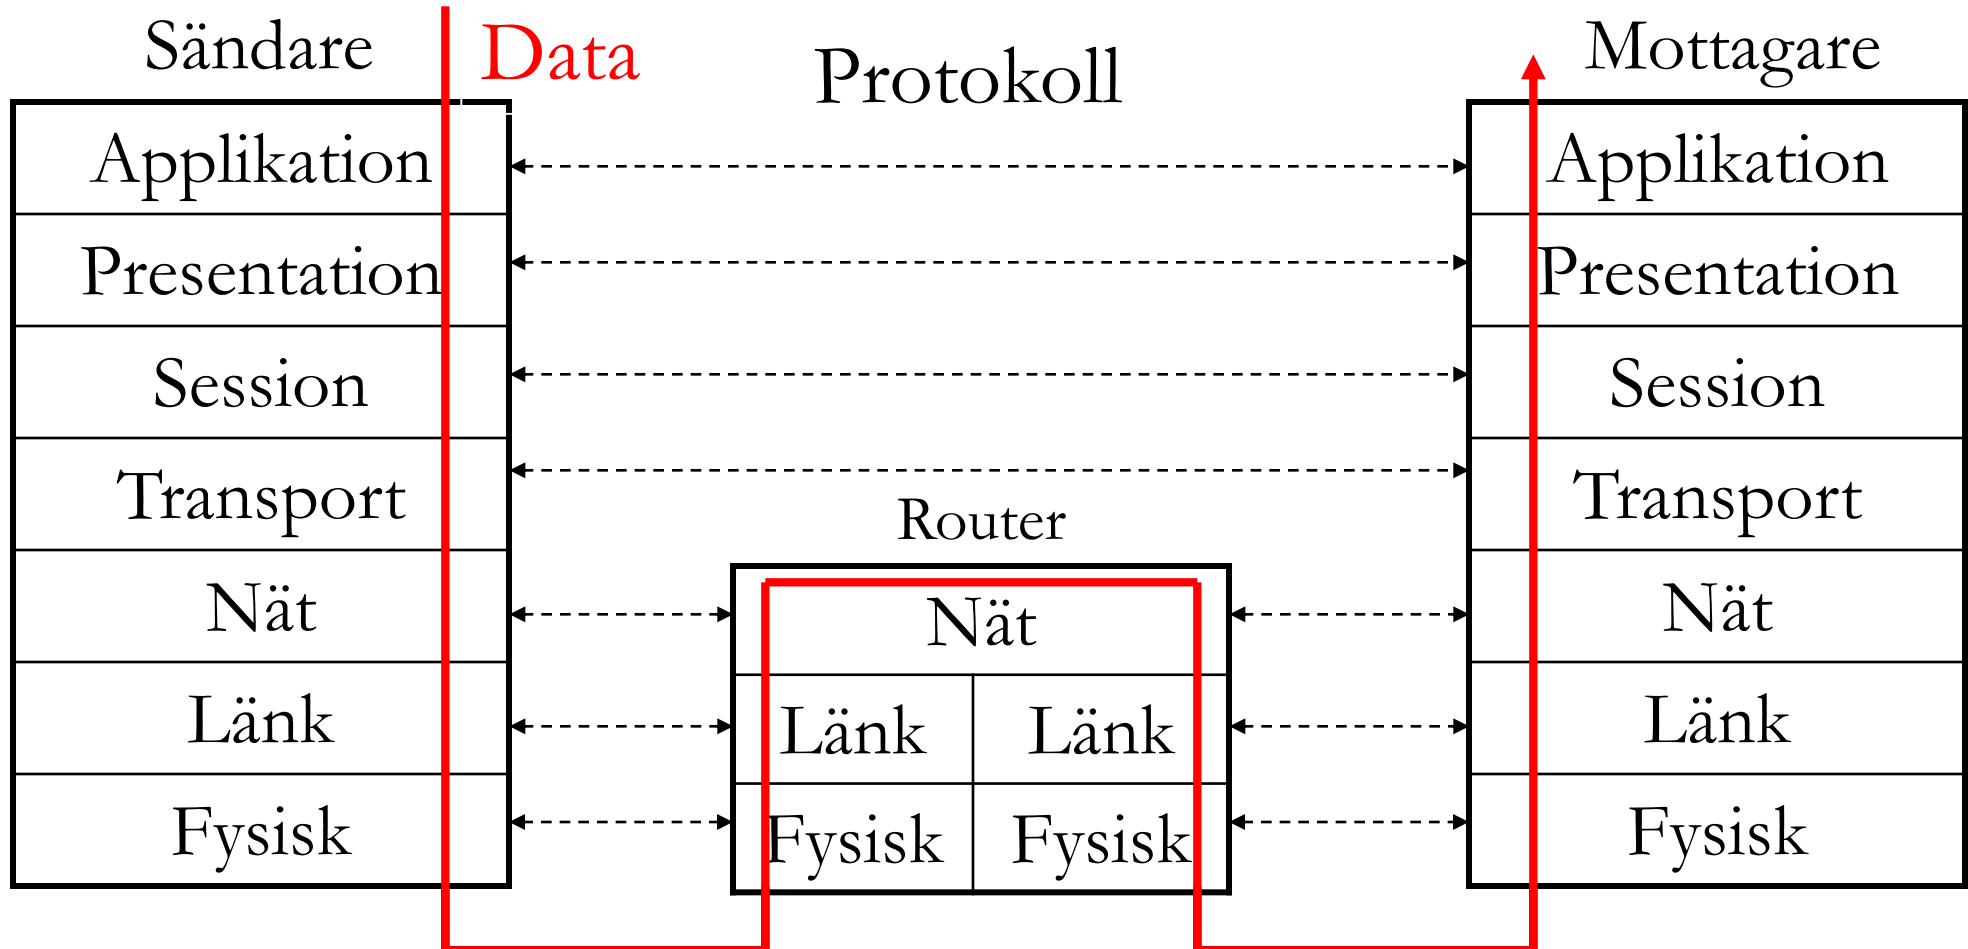 Sändare
Data
Protokoll
Mottagare
Applikation
Applikation
Presentation
Presentation
Session
Session
Transport
Transport
Router
Nät
Nät
Nät
Länk
Länk
Länk
Länk
Fysisk
Fysisk
Fysisk
Fysisk